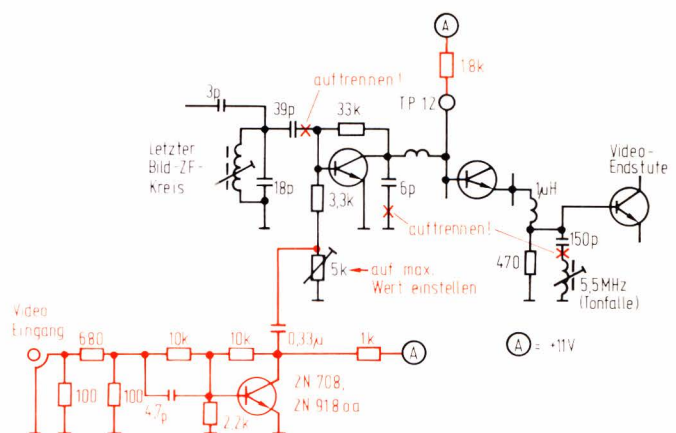 A
1.8k
auftrennen!
TP 12
3p
39p
33k
Letzter
Bild-ZF-
Kreis
18p
3,3k
6p
1µH
Video-
Endstufe
auftrennen!
150p
470
5,5MHz
(Tonfalle)
5k
auf max.
Wert einstellen
A = +11V
Video
Eingang
680
10k
10k
0,33µ
1k
A
100
100
4,7p
2,2k
2N 708,
2N 918 o.ä